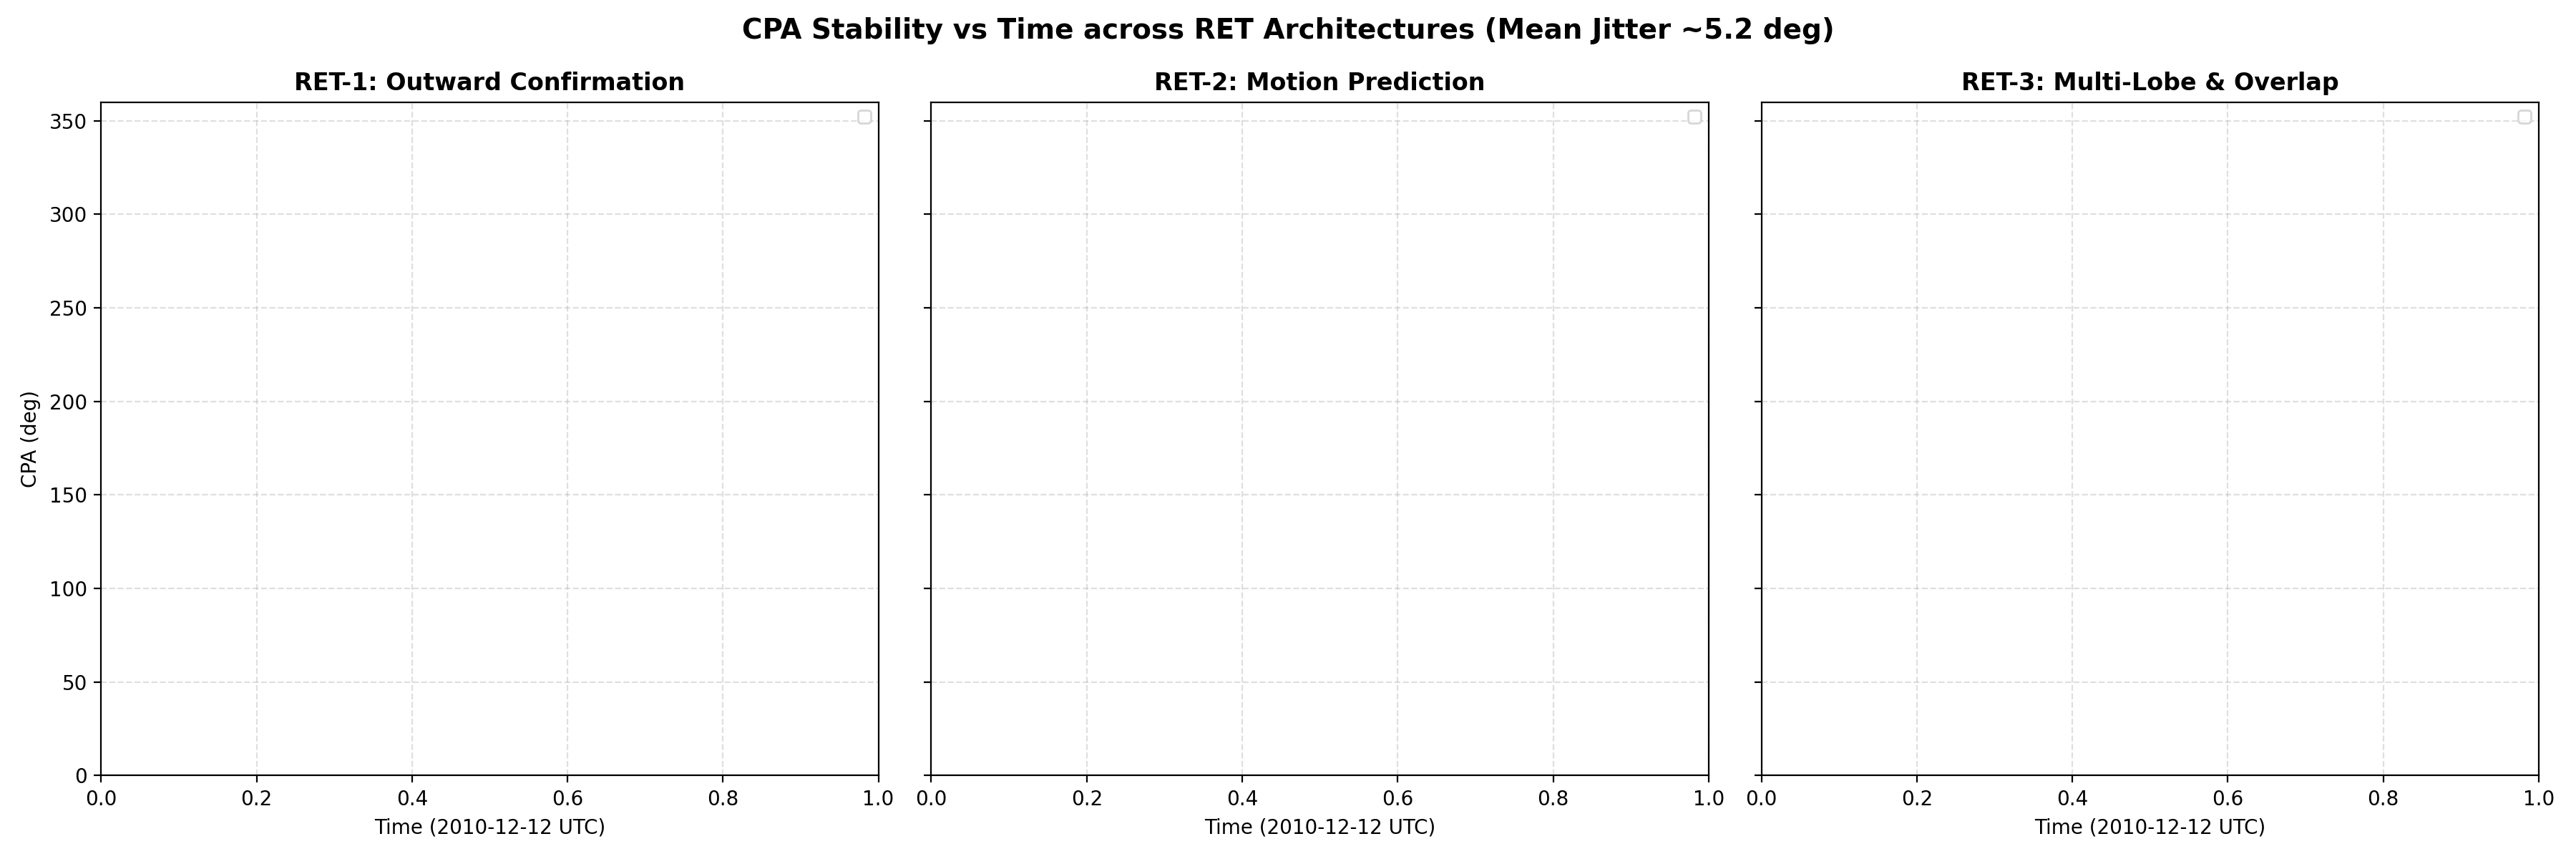 CPA Stability vs Time across RET Architectures (Mean Jitter ~5.2 deg)
RET-1: Outward Confirmation
CPA (deg)
350
300
250
200
150
100
50
0
0.0 0.2 0.4 0.6 0.8 1.0
Time (2010-12-12 UTC)
RET-2: Motion Prediction
0.0 0.2 0.4 0.6 0.8 1.0
Time (2010-12-12 UTC)
RET-3: Multi-Lobe & Overlap
0.0 0.2 0.4 0.6 0.8 1.0
Time (2010-12-12 UTC)